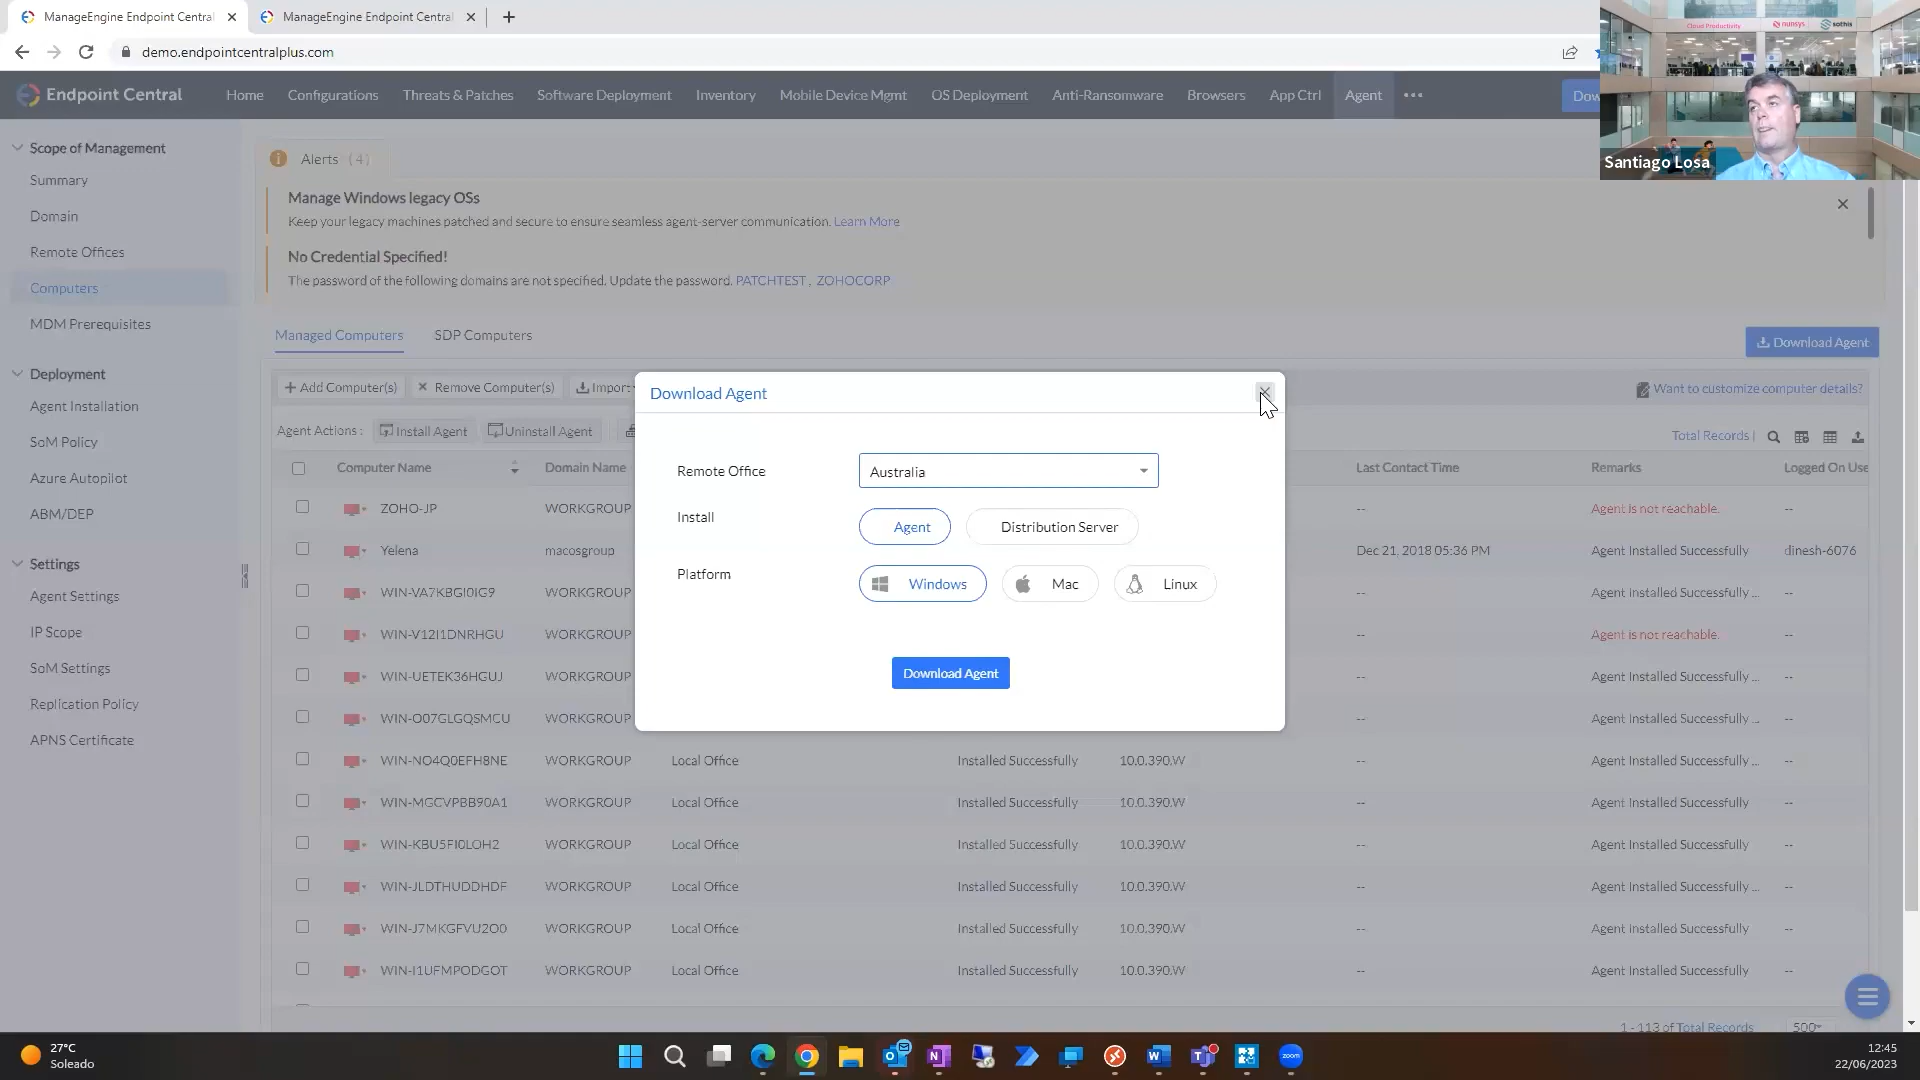 ManageEngine Endpoint Central
ManageEngine Endpoint Central
demo.endpointcentralplus.com
Cloud Productivity
nunsys
sothis
Santiago Losa
Endpoint Central
Home
Configurations
Threats & Patches
Software Deployment
Inventory
Mobile Device Mgmt
OS Deployment
Anti-Ransomware
Browsers
App Ctrl
Agent
Scope of Management
Summary
Domain
Remote Offices
Computers
MDM Prerequisites
Deployment
Agent Installation
SoM Policy
Azure Autopilot
ABM/DEP
Settings
Agent Settings
IP Scope
SoM Settings
Replication Policy
APNS Certificate
Alerts (4)
Manage Windows legacy OSs
Keep your legacy machines patched and secure to ensure seamless agent-server communication. Learn More
No Credential Specified!
The password of the following domains are not specified. Update the password. PATCHTEST , ZOHOCORP
Managed Computers
SDP Computers
Download Agent
+ Add Computer(s)
Remove Computer(s)
Import
Want to customize computer details?
Agent Actions :
Install Agent
Uninstall Agent
Total Records |
Computer Name
Domain Name
Last Contact Time
Remarks
Logged On Use
ZOHO-JP WORKGROUP Agent is not reachable.
Yelena macosgroup Dec 21, 2018 05:36 PM Agent Installed Successfully dinesh-6076
WIN-VA7KBGI0IG9 WORKGROUP -- Agent Installed Successfully ... --
WIN-V12I1DNRHGU WORKGROUP -- Agent is not reachable. --
WIN-UETEK36HGUJ WORKGROUP -- Agent Installed Successfully ... --
WIN-O07GLGQSMCU WORKGROUP -- Agent Installed Successfully ... --
WIN-NO4Q0EFH8NE WORKGROUP Local Office Installed Successfully 10.0.390.W -- Agent Installed Successfully ... --
WIN-MGCVPBB90A1 WORKGROUP Local Office Installed Successfully 10.0.390.W -- Agent Installed Successfully --
WIN-KBU5FI0LOH2 WORKGROUP Local Office Installed Successfully 10.0.390.W -- Agent Installed Successfully --
WIN-JLDTHUDDHDF WORKGROUP Local Office Installed Successfully 10.0.390.W -- Agent Installed Successfully ... --
WIN-J7MKGFVU2O0 WORKGROUP Local Office Installed Successfully 10.0.390.W -- Agent Installed Successfully --
WIN-I1UFMPODGOT WORKGROUP Local Office Installed Successfully 10.0.390.W -- Agent Installed Successfully --
1 - 113 of Total Records 500
Download Agent
Remote Office
Australia
Install
Agent
Distribution Server
Platform
Windows
Mac
Linux
Download Agent
27°C
Soleado
zoom
12:45
22/06/2023